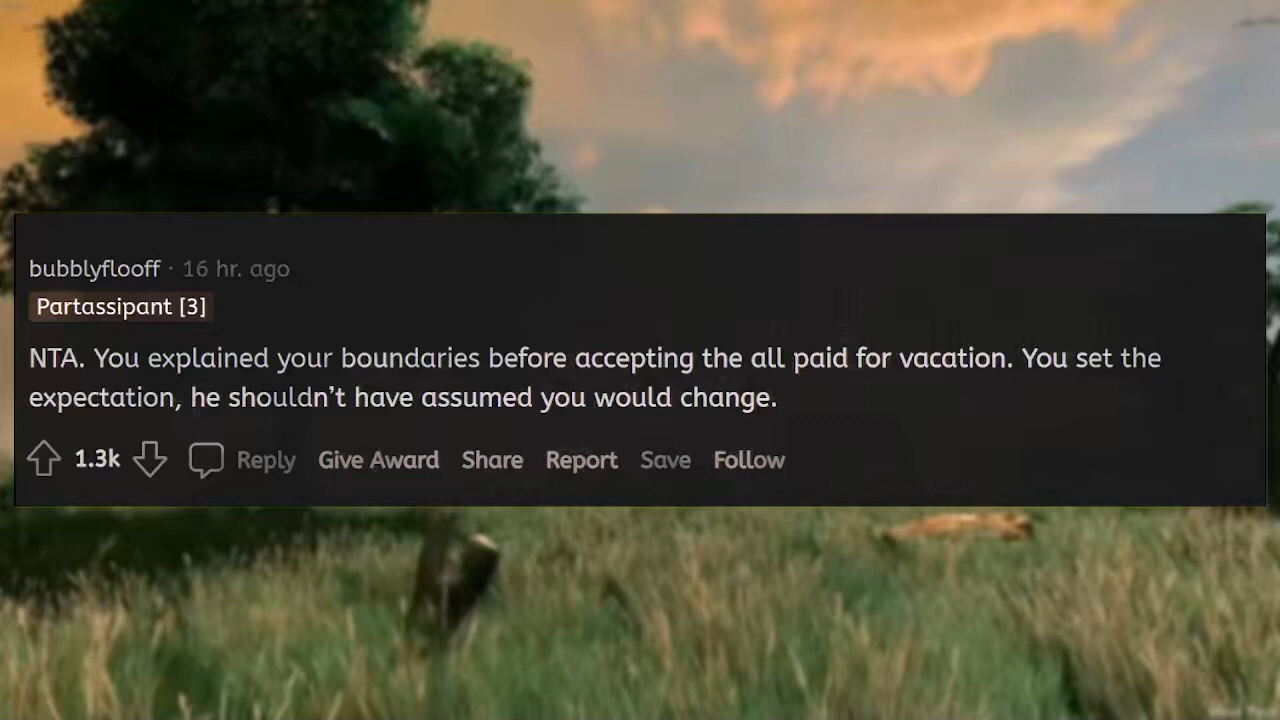 bubblyflooff · 16 hr. ago
Partassipant [3]
NTA. You explained your boundaries before accepting the all paid for vacation. You set the
expectation, he shouldn’t have assumed you would change.
1.3k Reply Give Award Share Report Save Follow